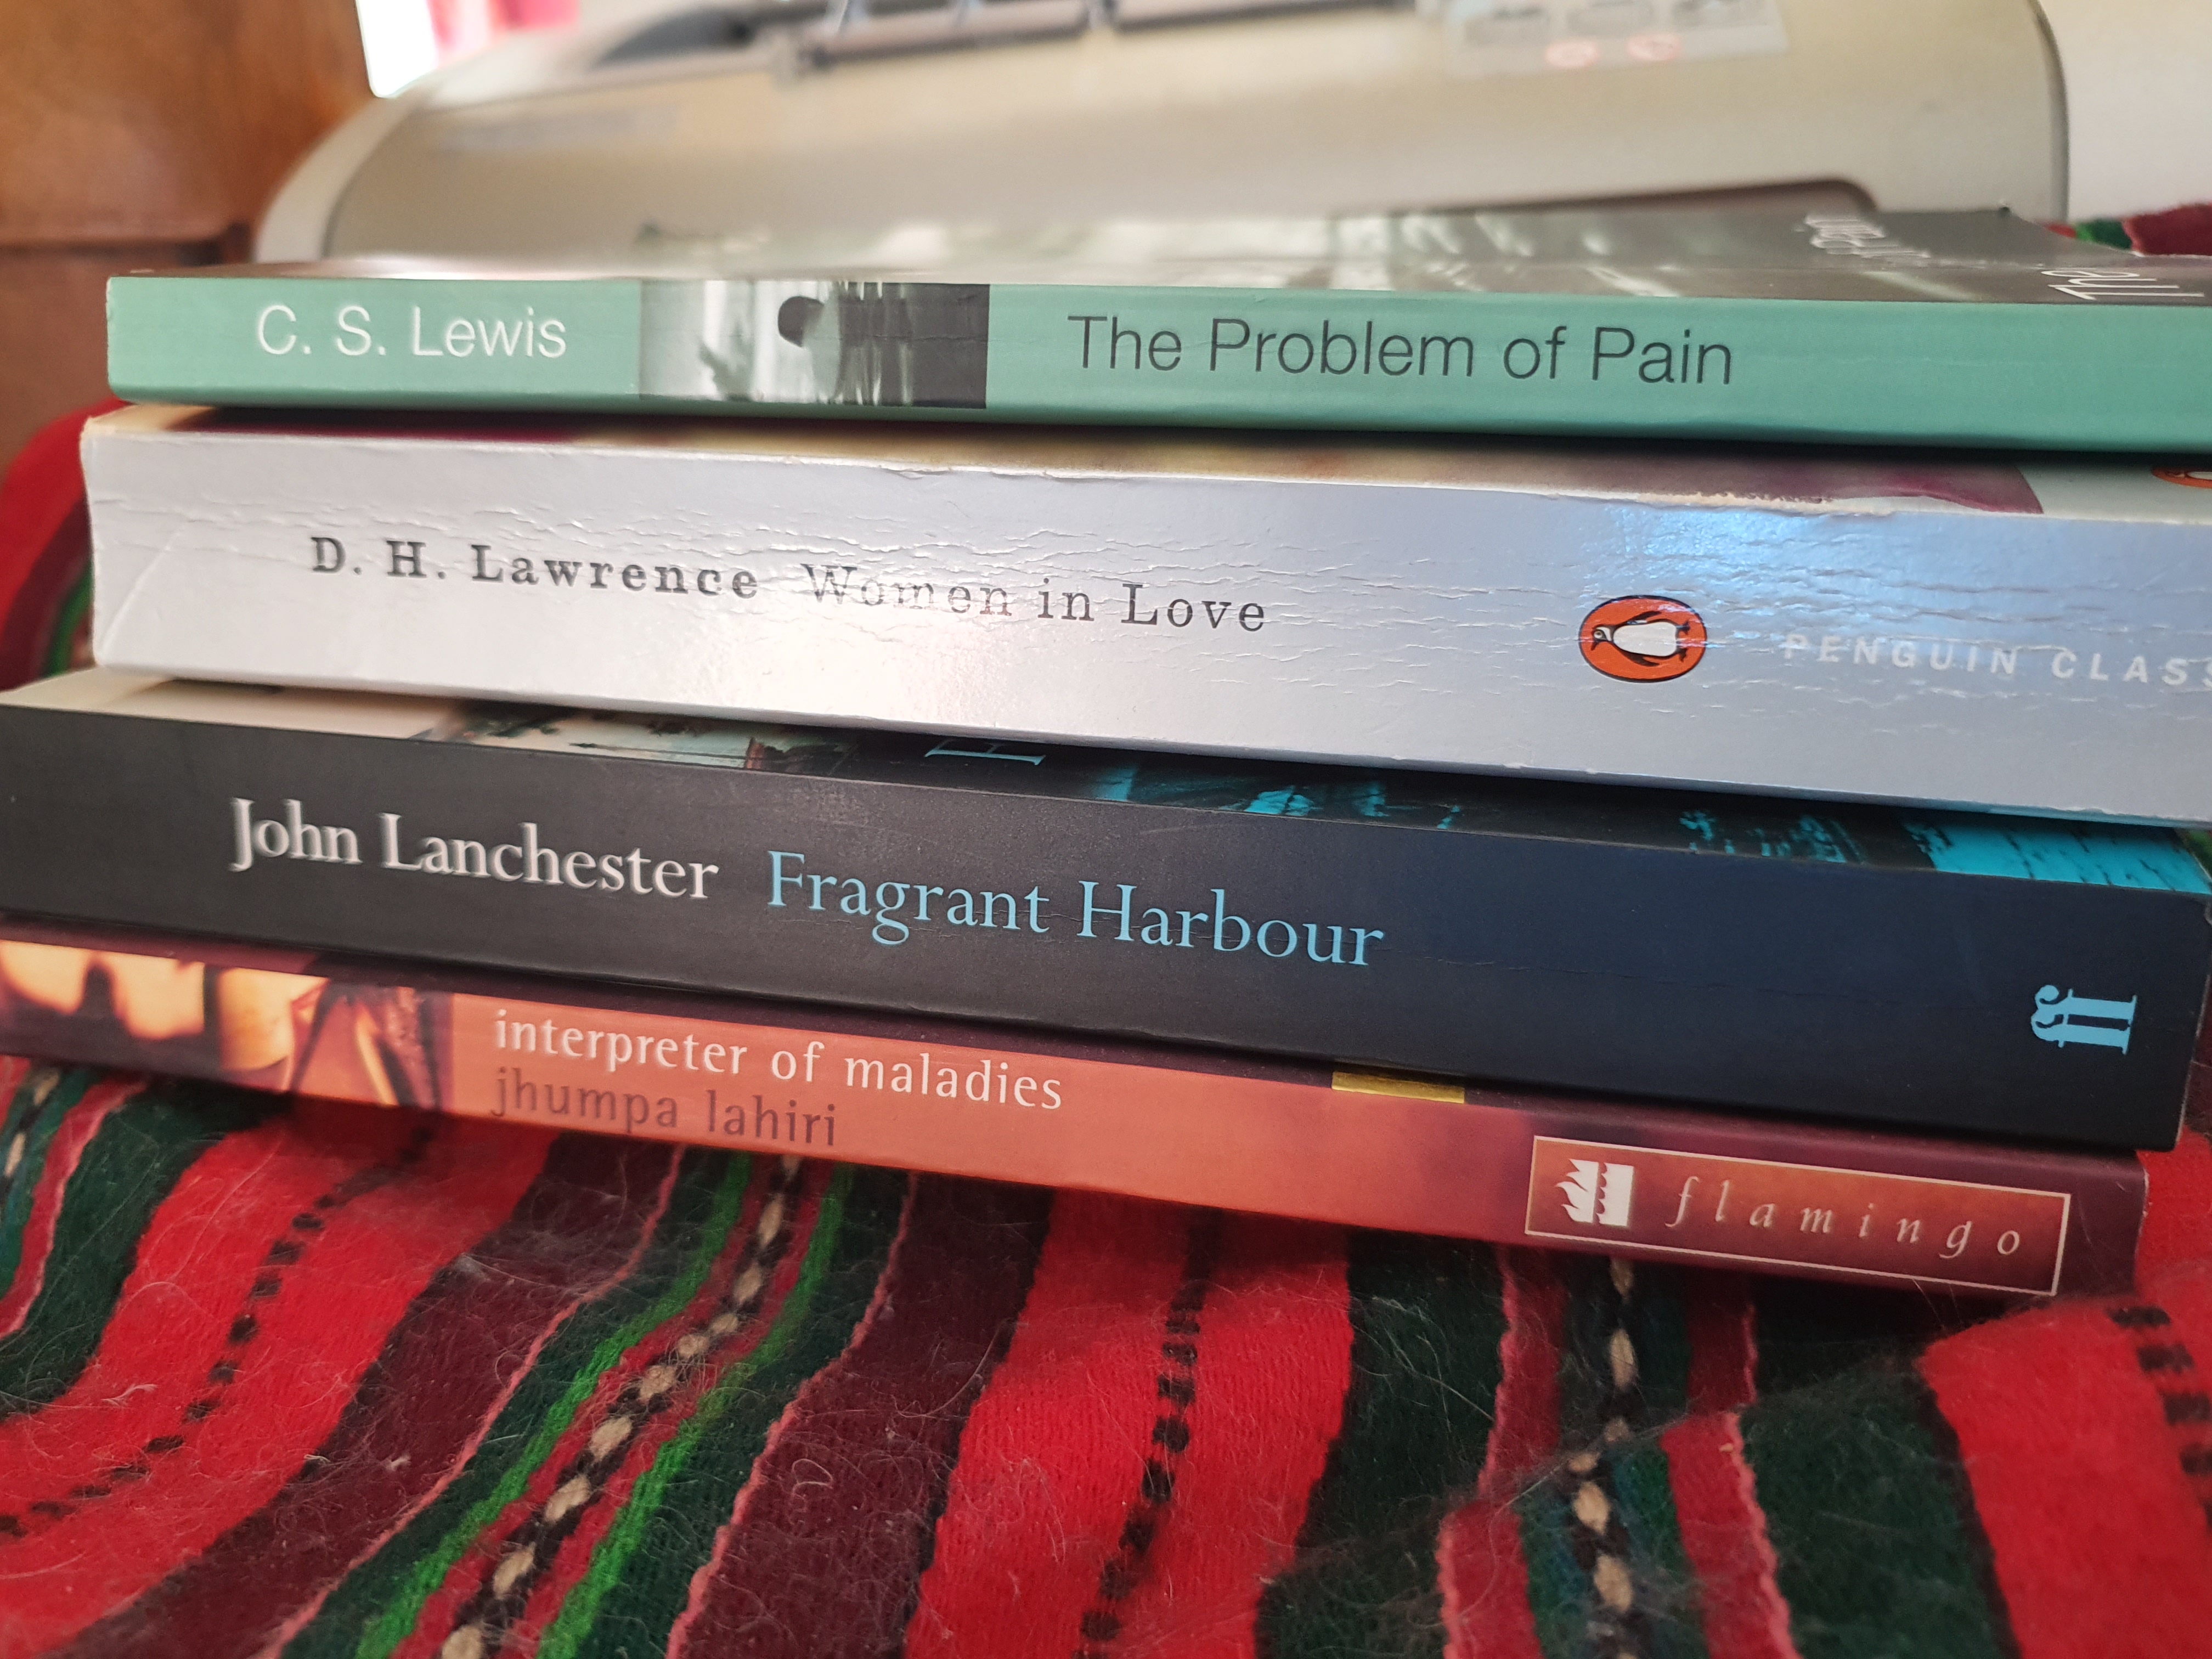 C. S. Lewis The Problem of Pain
D. H. Lawrence Women in Love PENGUIN
John Lanchester Fragrant Harbour ff
interpreter of maladies
jhumpa lahiri
flamingo